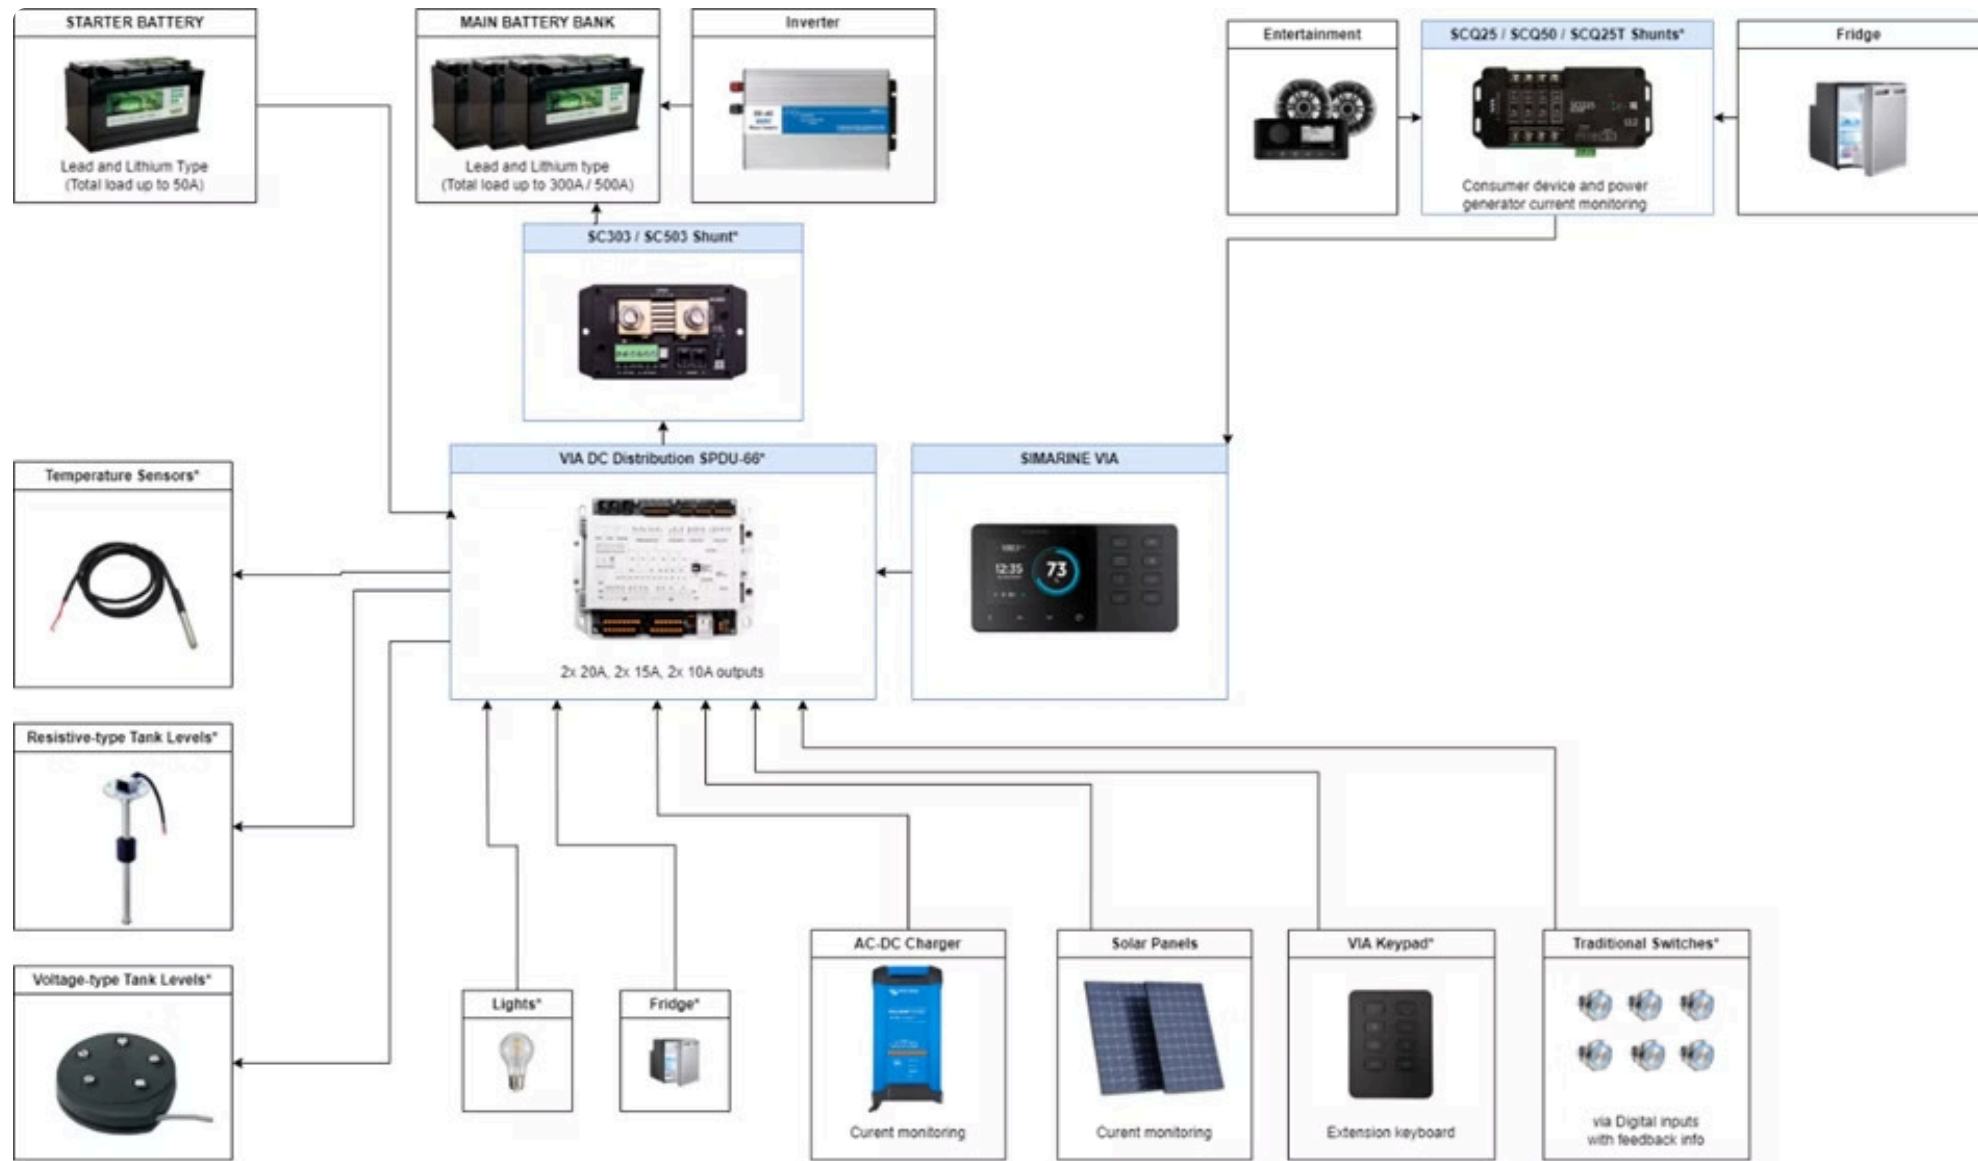 STARTER BATTERY
Lead and Lithium Type
(Total load up to 50A)
MAIN BATTERY BANK
Lead and Lithium type
(Total load up to 300A / 500A)
Inverter
Entertainment
SCQ25 / SCQ50 / SCQ25T Shunts*
Consumer device and power
generator current monitoring
Fridge
SC303 / SC503 Shunt*
Temperature Sensors*
VIA DC Distribution SPDU-66*
2x 20A, 2x 15A, 2x 10A outputs
SIMARINE VIA
12:35
73
Resistive-type Tank Levels*
Voltage-type Tank Levels*
Lights*
Fridge*
AC-DC Charger
Curent monitoring
Solar Panels
Curent monitoring
VIA Keypad*
Extension keyboard
Traditional Switches*
via Digital inputs
with feedback info